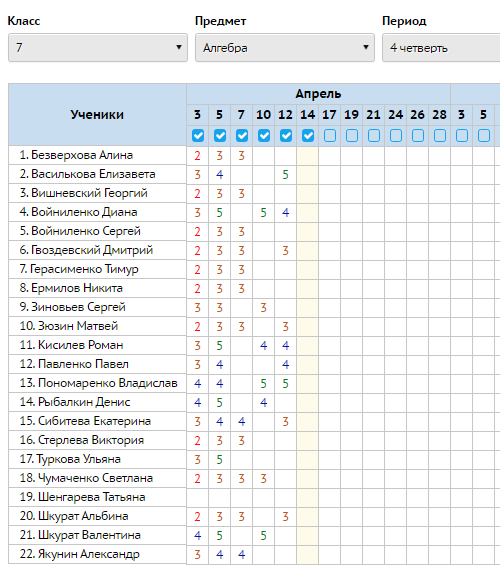 Класс Предмет Период
7 Алгебра 4 четверть
Ученики Апрель
3 5 7 10 12 14 17 19 21 24 26 28 3 5
1. Безверхова Алина 2 3 3
2. Василькова Елизавета 3 4 5
3. Вишневский Георгий 2 3 3
4. Войниленко Диана 3 5 5 4
5. Войниленко Сергей 2 3 3
6. Гвоздевский Дмитрий 2 3 3 3
7. Герасименко Тимур 2 3 3
8. Ермилов Никита 2 3 3
9. Зиновьев Сергей 3 3 3
10. Зюзин Матвей 2 3 3 3
11. Кисилев Роман 3 5 4 4
12. Павленко Павел 3 4 4
13. Пономаренко Владислав 4 4 5 5
14. Рыбалкин Денис 4 5 4
15. Сибитева Екатерина 3 4 4 3
16. Стерлева Виктория 2 3 3
17. Туркова Ульяна 3 5
18. Чумаченко Светлана 2 3 3 3
19. Шенгарева Татьяна
20. Шкурат Альбина 2 3 3 3
21. Шкурат Валентина 4 5 5
22. Якунин Александр 3 4 4